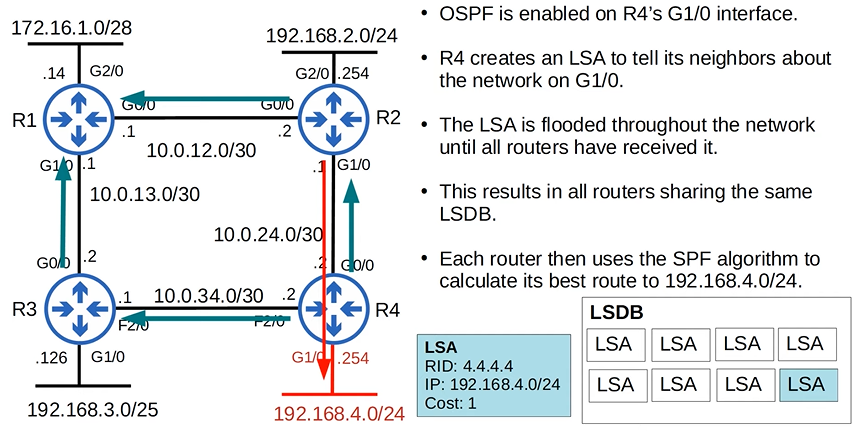 172.16.1.0/28
192.168.2.0/24
.14
G2/0
G2/0
.254
G0/0
G0/0
R1
R2
.1
.2
10.0.12.0/30
G1/0
.1
.1
G1/0
10.0.13.0/30
10.0.24.0/30
.2
.2
G0/0
G0/0
R3
R4
.1
10.0.34.0/30
.2
F2/0
F2/0
.126
G1/0
G1/0
.254
192.168.3.0/25
192.168.4.0/24
• OSPF is enabled on R4’s G1/0 interface.
• R4 creates an LSA to tell its neighbors about
the network on G1/0.
• The LSA is flooded throughout the network
until all routers have received it.
• This results in all routers sharing the same
LSDB.
• Each router then uses the SPF algorithm to
calculate its best route to 192.168.4.0/24.
LSA
RID: 4.4.4.4
IP: 192.168.4.0/24
Cost: 1
LSDB
LSA LSA LSA LSA
LSA LSA LSA LSA